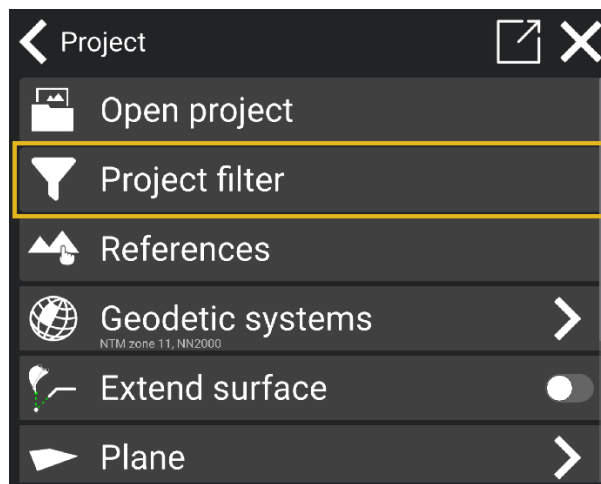 Project
Open project
Project filter
References
Geodetic systems
NTM zone 11, NN2000
Extend surface
Plane